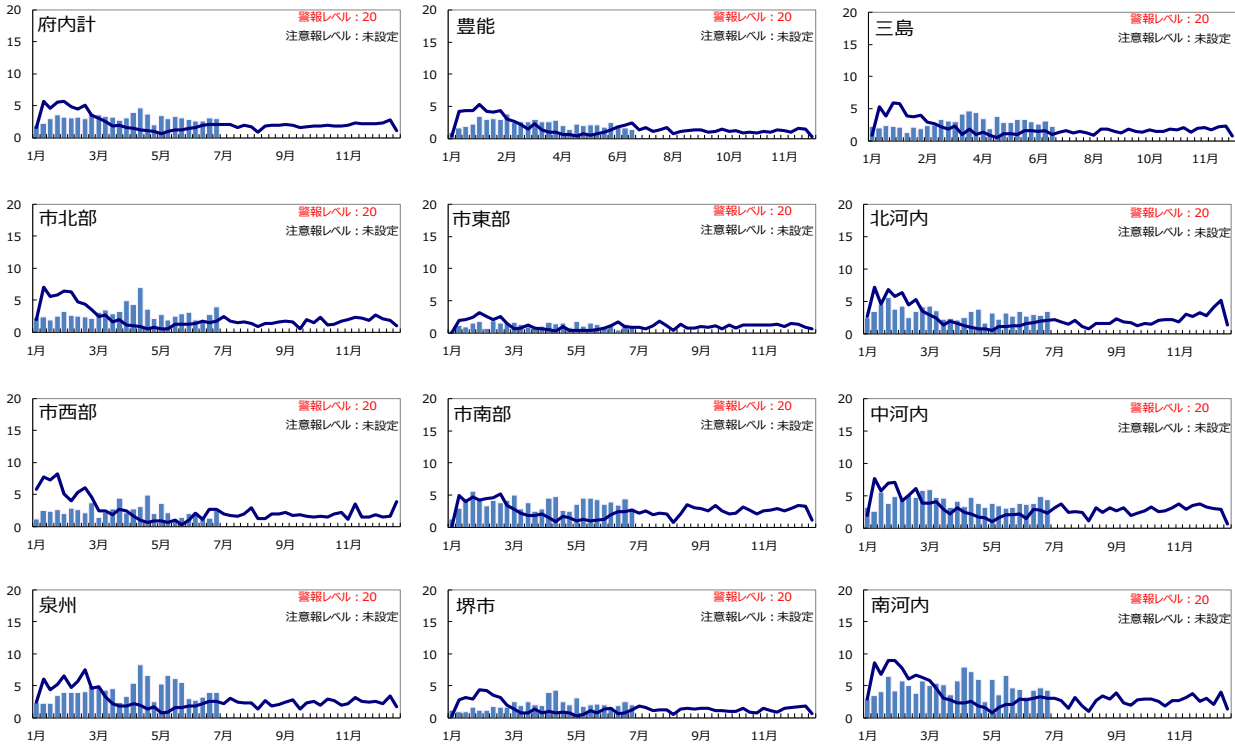 府内計
警報レベル：20
注意報レベル：未設定
20
15
10
5
0
1月 3月 5月 7月 9月 11月
豊能
警報レベル：20
注意報レベル：未設定
20
15
10
5
0
1月 2月 4月 6月 8月 10月 11月
三島
警報レベル：20
注意報レベル：未設定
20
15
10
5
0
1月 2月 4月 6月 8月 10月 11月
市北部
警報レベル：20
注意報レベル：未設定
20
15
10
5
0
1月 3月 5月 7月 9月 11月
市東部
警報レベル：20
注意報レベル：未設定
20
15
10
5
0
1月 3月 5月 7月 9月 11月
北河内
警報レベル：20
注意報レベル：未設定
20
15
10
5
0
1月 3月 5月 7月 9月 11月
市西部
警報レベル：20
注意報レベル：未設定
20
15
10
5
0
1月 3月 5月 7月 9月 11月
市南部
警報レベル：20
注意報レベル：未設定
20
15
10
5
0
1月 3月 5月 7月 9月 11月
中河内
警報レベル：20
注意報レベル：未設定
20
15
10
5
0
1月 3月 5月 7月 9月 11月
泉州
警報レベル：20
注意報レベル：未設定
20
15
10
5
0
1月 3月 5月 7月 9月 11月
堺市
警報レベル：20
注意報レベル：未設定
20
15
10
5
0
1月 3月 5月 7月 9月 11月
南河内
警報レベル：20
注意報レベル：未設定
20
15
10
5
0
1月 3月 5月 7月 9月 11月